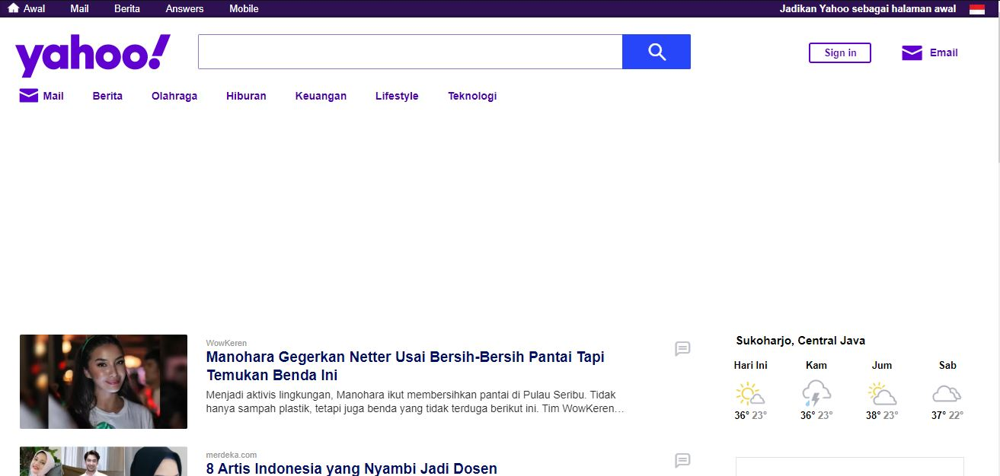 Awal Mail Berita Answers Mobile Jadikan Yahoo sebagai halaman awal
yahoo!
Sign in Email
Mail Berita Olahraga Hiburan Keuangan Lifestyle Teknologi
WowKeren
Manohara Gegerkan Netter Usai Bersih-Bersih Pantai Tapi
Temukan Benda Ini
Menjadi aktivis lingkungan, Manohara ikut membersihkan pantai di Pulau Seribu. Tidak
hanya sampah plastik, tetapi juga benda yang tidak terduga berikut ini. Tim WowKeren…
merdeka.com
8 Artis Indonesia yang Nyambi Jadi Dosen
Sukoharjo, Central Java
Hari Ini Kam Jum Sab
36° 23° 36° 23° 38° 23° 37° 22°